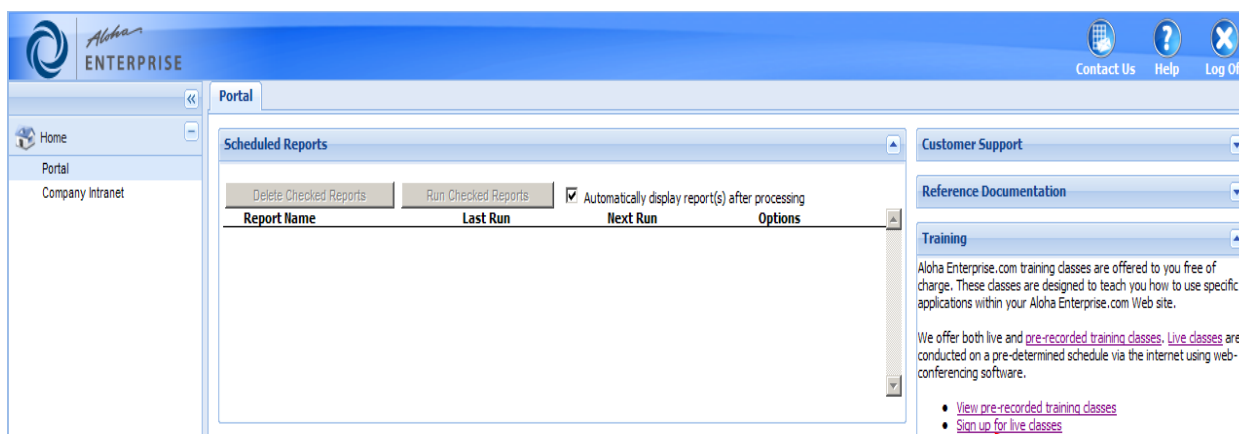 Aloha
ENTERPRISE
Contact Us Help Log Of
Portal
Home
Portal
Company Intranet
Scheduled Reports
Delete Checked Reports Run Checked Reports Automatically display report(s) after processing
Report Name Last Run Next Run Options
Customer Support
Reference Documentation
Training
Aloha Enterprise.com training classes are offered to you free of
charge. These classes are designed to teach you how to use specific
applications within your Aloha Enterprise.com Web site.
We offer both live and pre-recorded training classes. Live classes are
conducted on a pre-determined schedule via the internet using web-
conferencing software.
• View pre-recorded training classes
• Sign up for live classes